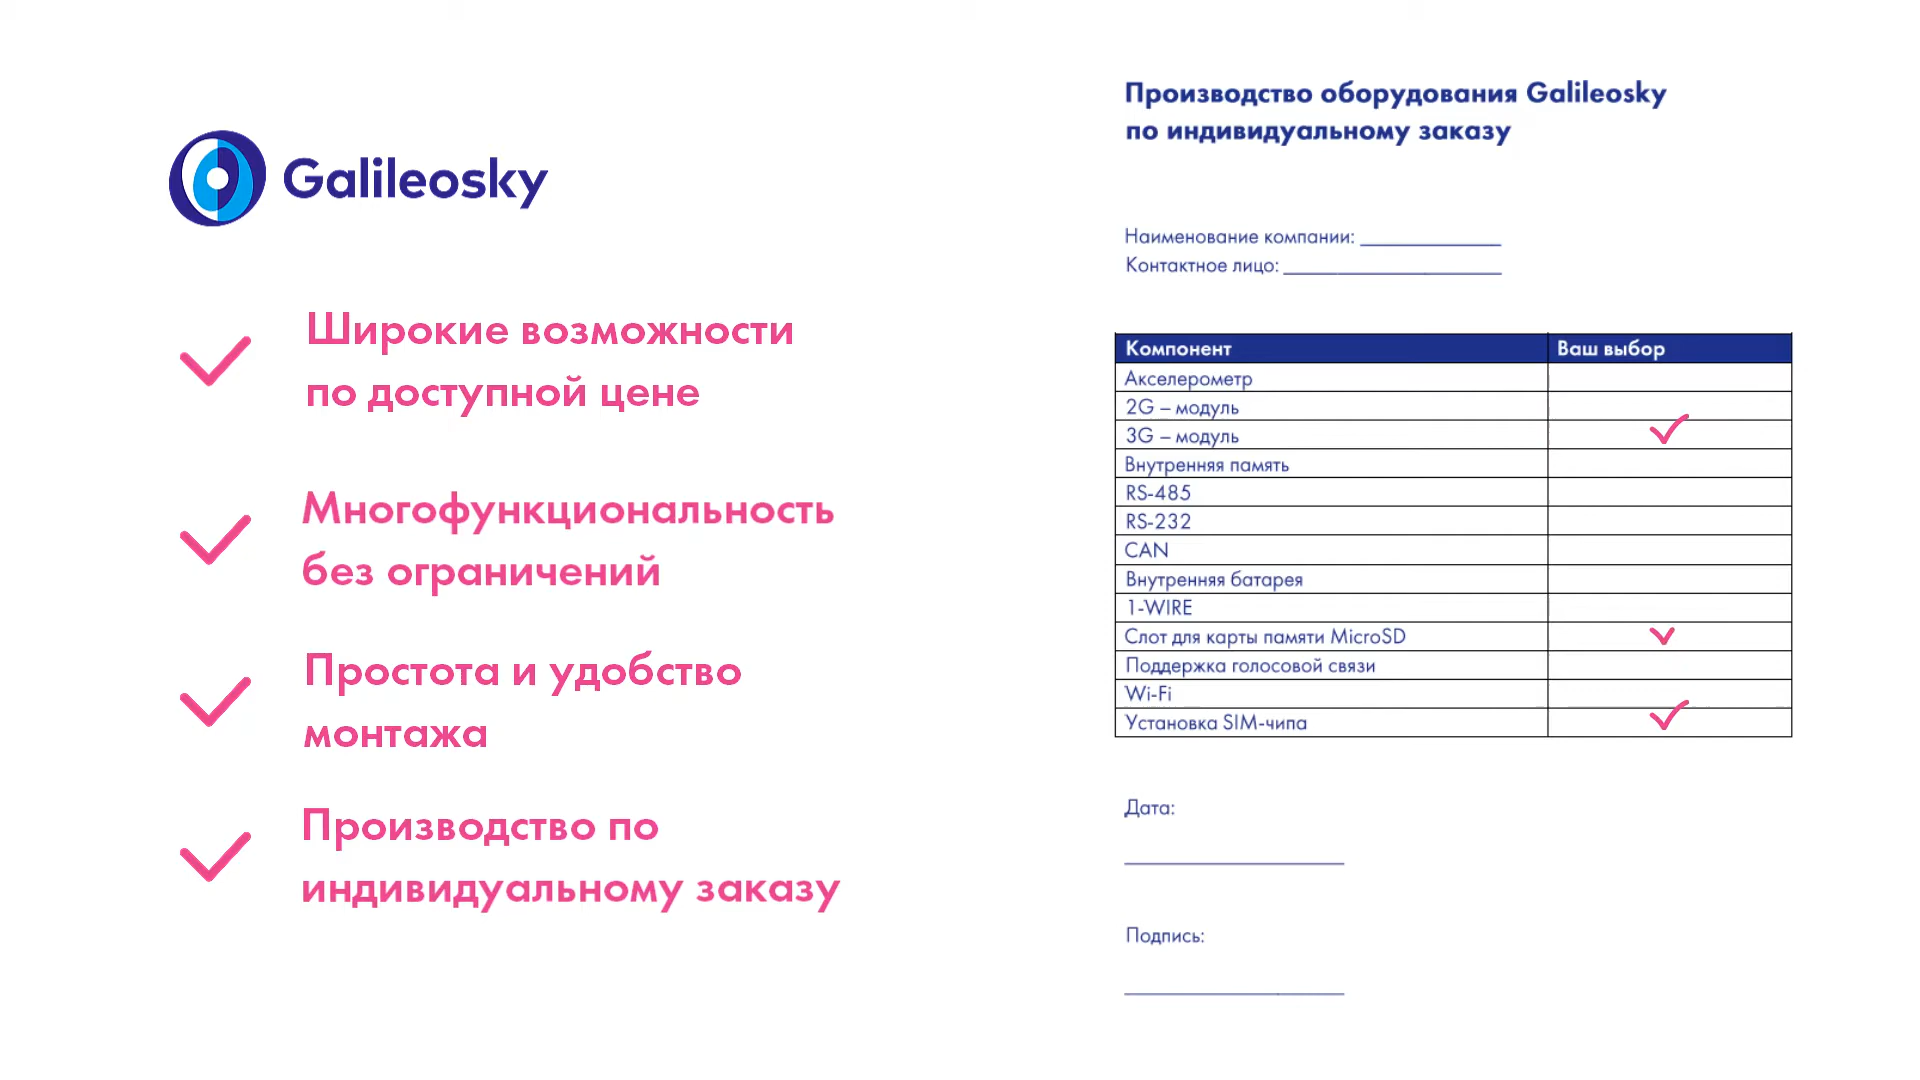 Galileosky
Широкие возможности
по доступной цене
Многофункциональность
без ограничений
Простота и удобство
монтажа
Производство по
индивидуальному заказу
Производство оборудования Galileosky
по индивидуальному заказу
Наименование компании: _____________
Контактное лицо: ____________________
Компонент Ваш выбор
Акселерометр
2G – модуль
3G – модуль
Внутренняя память
RS-485
RS-232
CAN
Внутренняя батарея
1-WIRE
Слот для карты памяти MicroSD
Поддержка голосовой связи
Wi-Fi
Установка SIM-чипа
Дата:
Подпись: